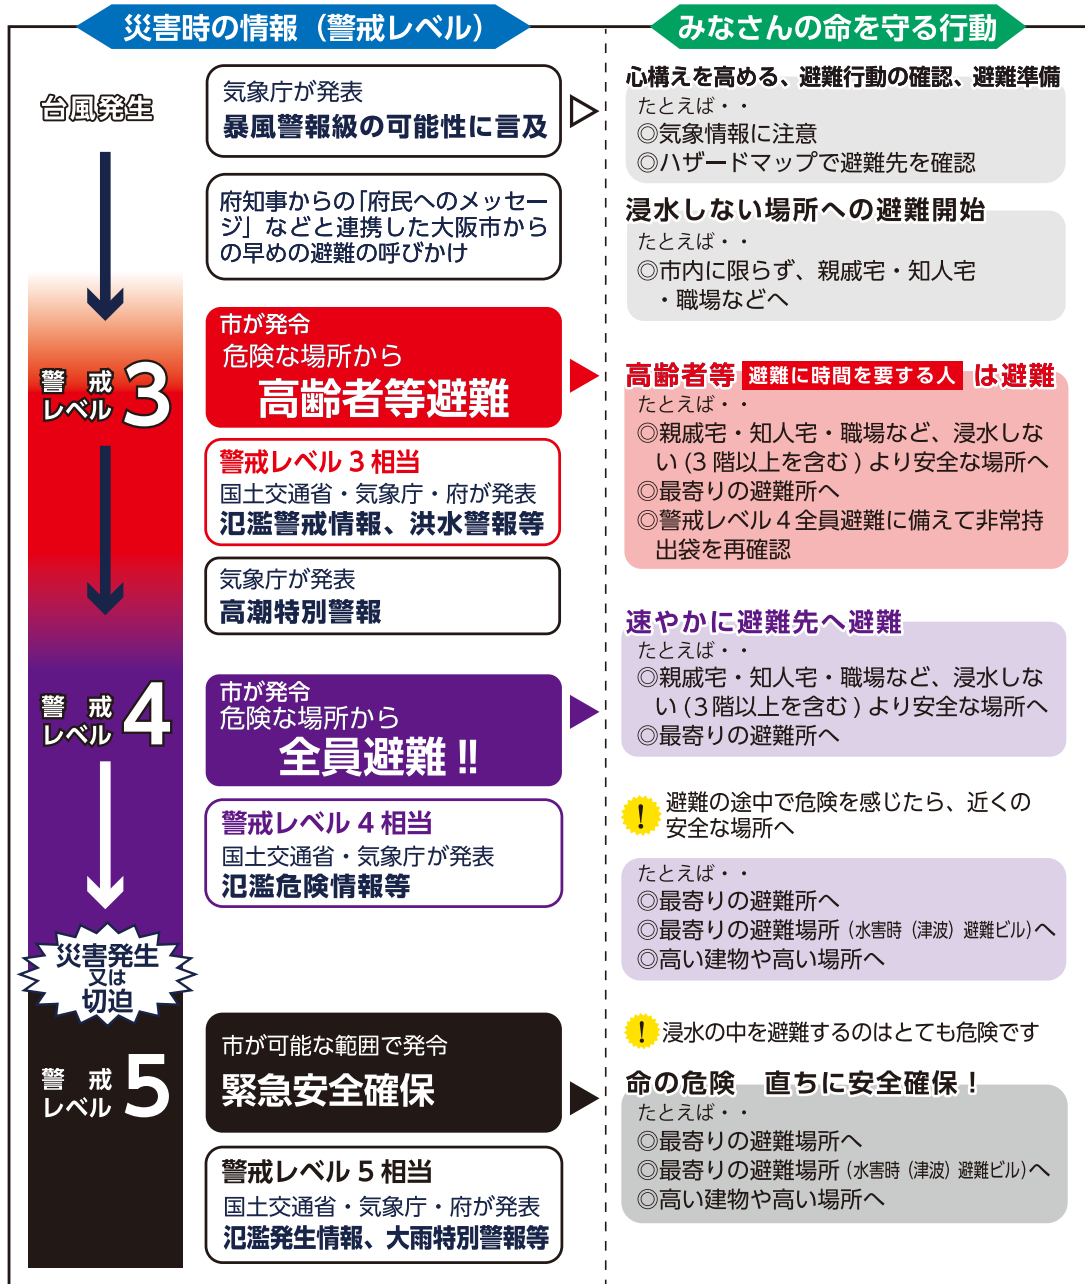 災害時の情報（警戒レベル）
みなさんの命を守る行動
台風発生
気象庁が発表
暴風警報級の可能性に言及
府知事からの「府民へのメッセー
ジ」などと連携した大阪市から
の早めの避難の呼びかけ
心構えを高める、避難行動の確認、避難準備
たとえば・・
◎気象情報に注意
◎ハザードマップで避難先を確認
浸水しない場所への避難開始
たとえば・・
◎市内に限らず、親戚宅・知人宅
・職場などへ
警戒
レベル 3
市が発令
危険な場所から
高齢者等避難
警戒レベル 3 相当
国土交通省・気象庁・府が発表
氾濫警戒情報、洪水警報等
気象庁が発表
高潮特別警報
高齢者等 避難に時間を要する人 は避難
たとえば・・
◎親戚宅・知人宅・職場など、浸水しな
い (3 階以上を含む) より安全な場所へ
◎最寄りの避難所へ
◎警戒レベル 4 全員避難に備えて非常持
出袋を再確認
警戒
レベル 4
市が発令
危険な場所から
全員避難 !!
警戒レベル 4 相当
国土交通省・気象庁が発表
氾濫危険情報等
速やかに避難先へ避難
たとえば・・
◎親戚宅・知人宅・職場など、浸水しな
い (3階以上を含む) より安全な場所へ
◎最寄りの避難所へ
! 避難の途中で危険を感じたら、近くの
安全な場所へ
たとえば・・
◎最寄りの避難所へ
◎最寄りの避難場所（水害時（津波）避難ビル）へ
◎高い建物や高い場所へ
災害発生
又は
切迫
! 浸水の中を避難するのはとても危険です
警戒
レベル 5
市が可能な範囲で発令
緊急安全確保
警戒レベル 5 相当
国土交通省・気象庁・府が発表
氾濫発生情報、大雨特別警報等
命の危険　直ちに安全確保！
たとえば・・
◎最寄りの避難場所へ
◎最寄りの避難場所（水害時（津波）避難ビル）へ
◎高い建物や高い場所へ